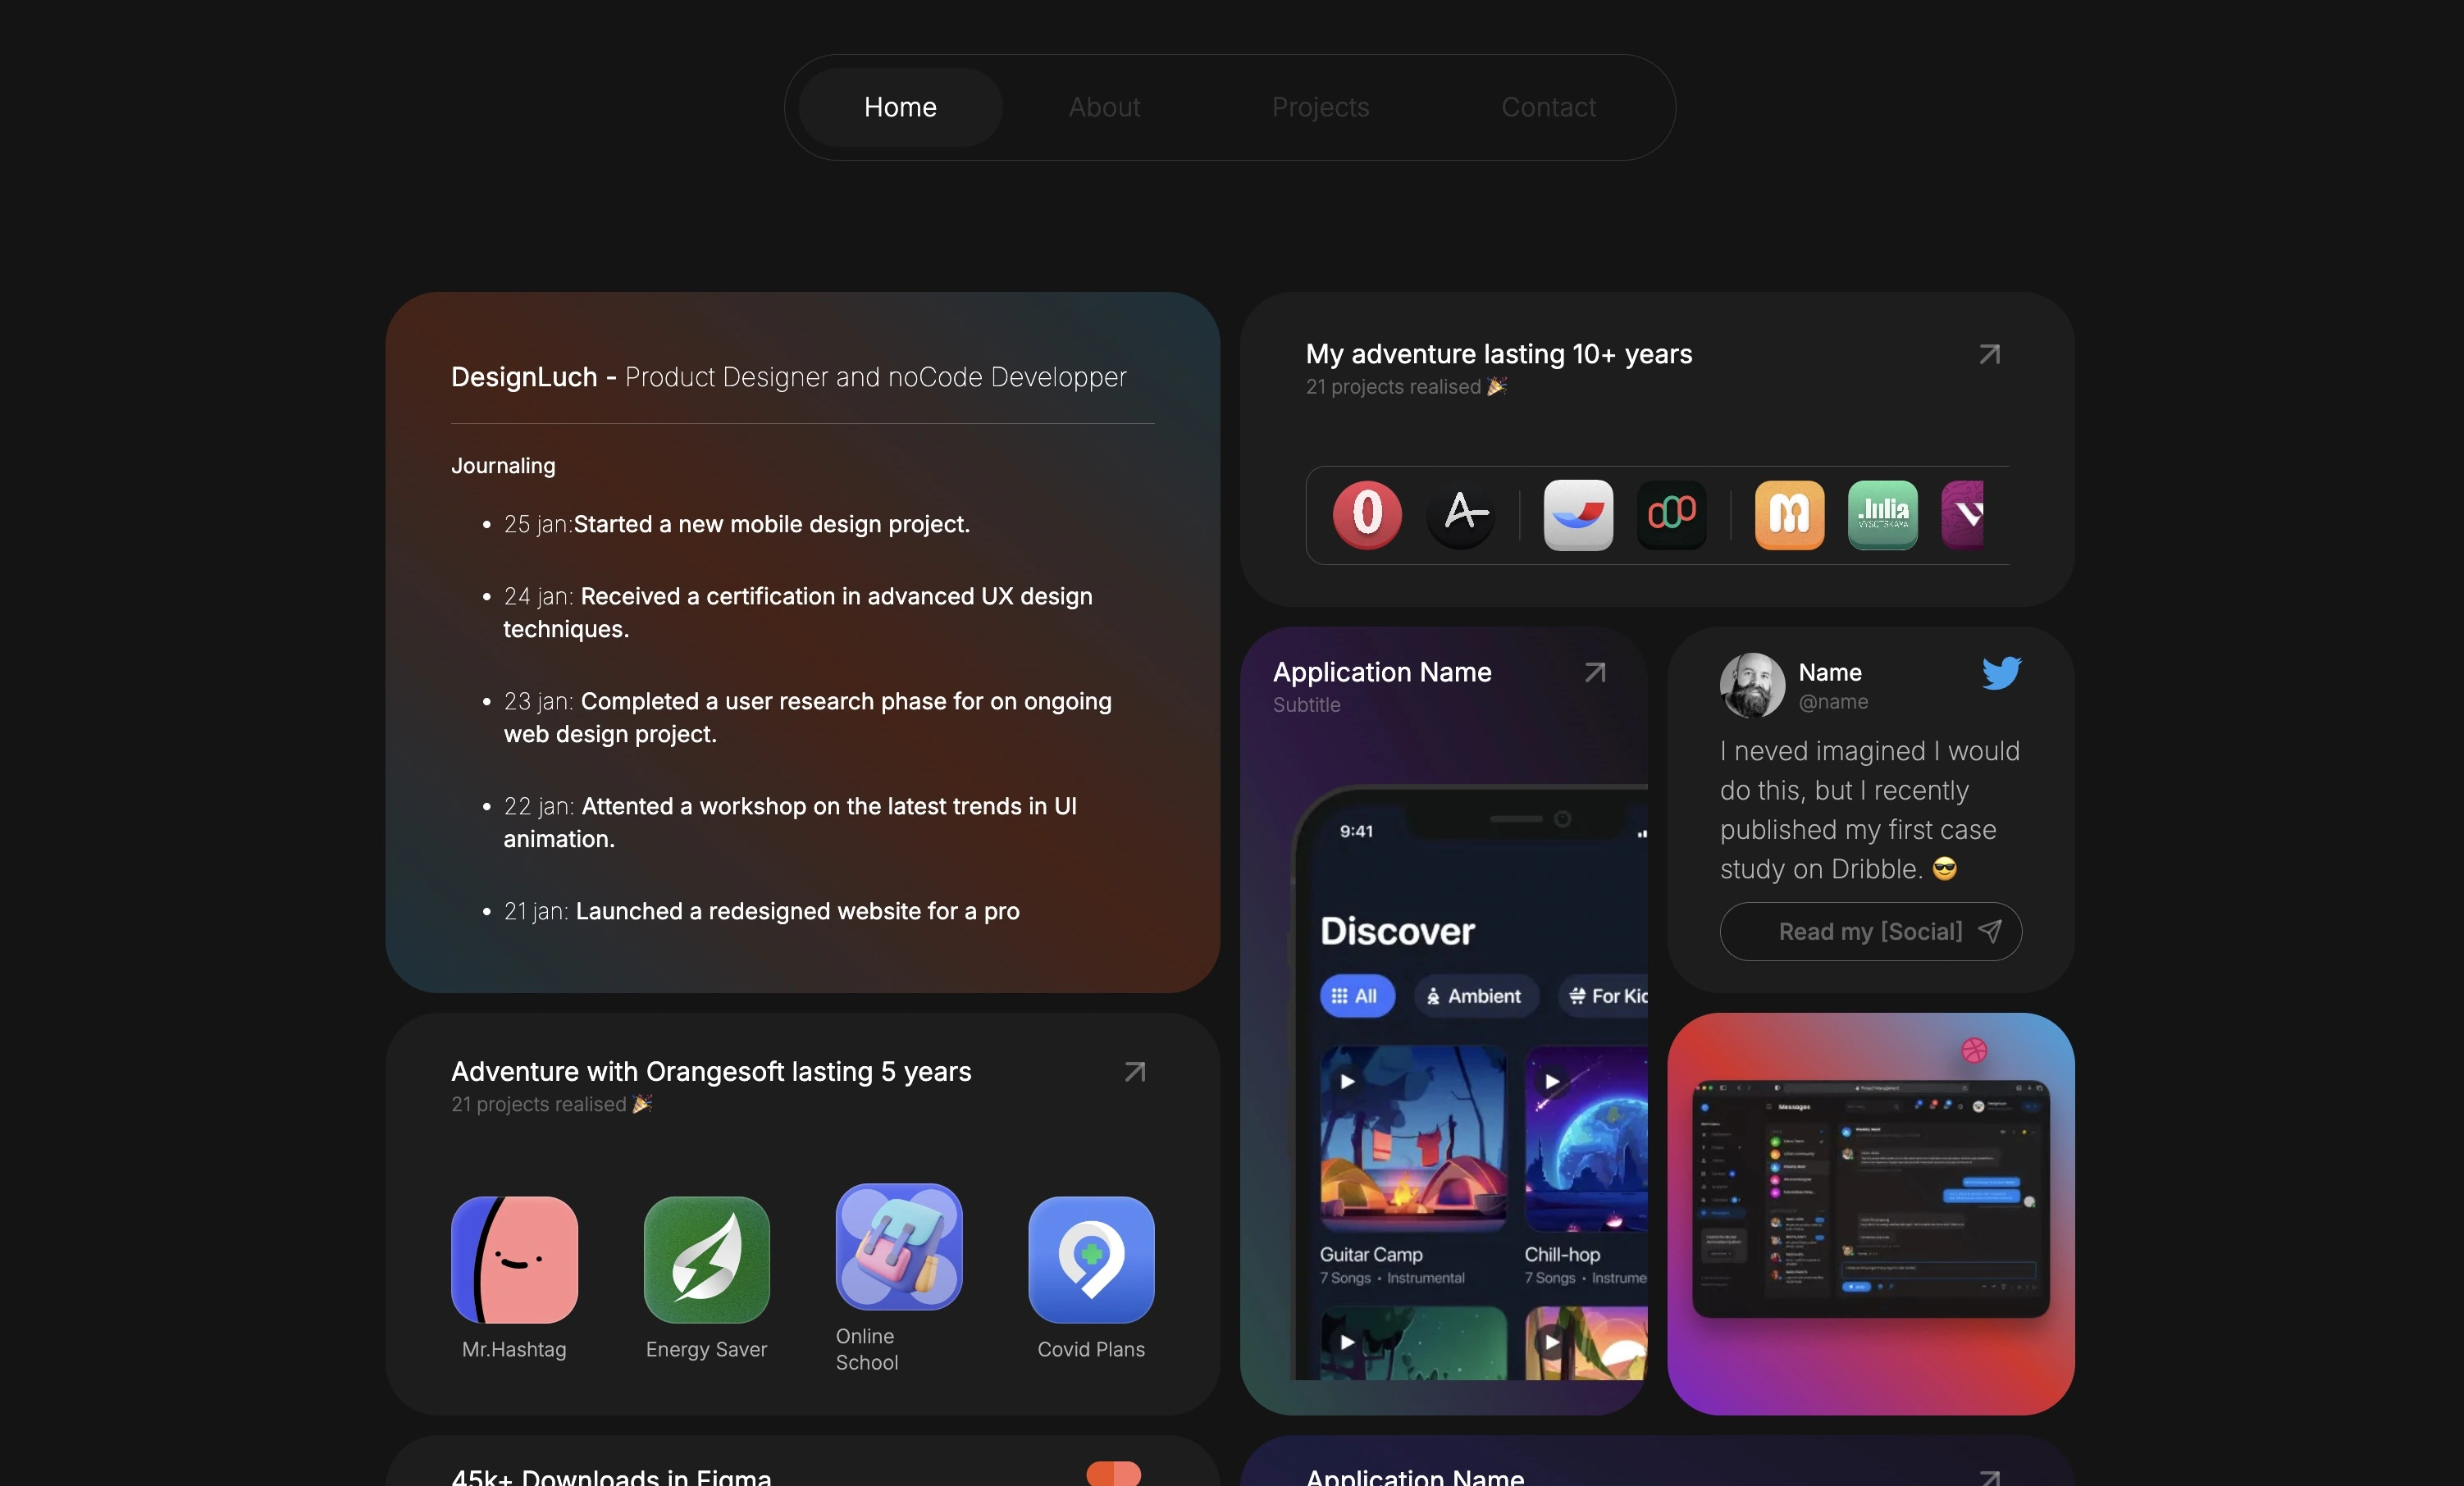 Home
About
Projects
Contact
DesignLuch - Product Designer and noCode Developper
Journaling
25 jan:Started a new mobile design project.
24 jan: Received a certification in advanced UX design
techniques.
23 jan: Completed a user research phase for on ongoing
web design project.
22 jan: Attented a workshop on the latest trends in UI
animation.
21 jan: Launched a redesigned website for a pro
My adventure lasting 10+ years
21 projects realised 🎉
Julia
VYSOTSKAYA
Application Name
Subtitle
9:41
Discover
All
Ambient
For Kid
Guitar Camp
7 Songs • Instrumental
Chill-hop
7 Songs • Instrume
Name
@name
I neved imagined I would
do this, but I recently
published my first case
study on Dribble. 😎
Read my [Social]
Messages
Adventure with Orangesoft lasting 5 years
21 projects realised 🎉
Mr.Hashtag
Energy Saver
Online
School
Covid Plans
45k+ Downloads in Figma
Application Name